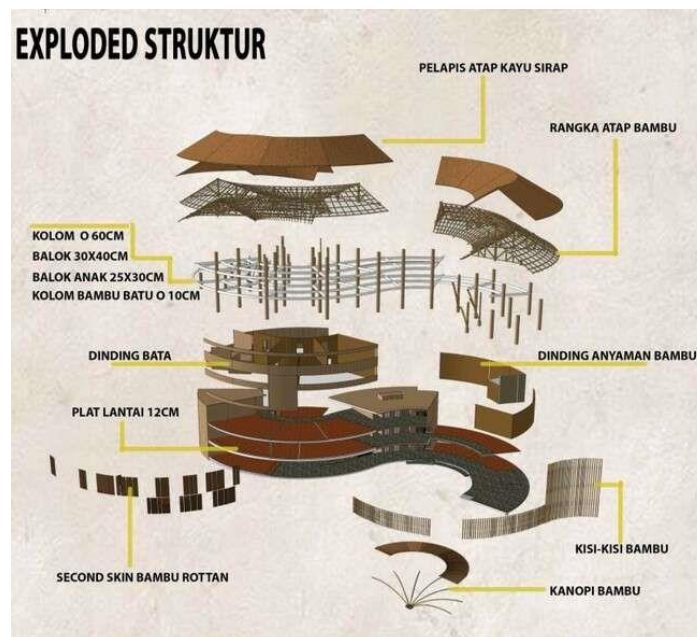 EXPLODED STRUKTUR
PELAPIS ATAP KAYU SIRAP
RANGKA ATAP BAMBU
KOLOM O 60CM
BALOK 30X40CM
BALOK ANAK 25X30CM
KOLOM BAMBU BATU O 10CM
DINDING BATA
DINDING ANYAMAN BAMBU
PLAT LANTAI 12CM
KISI-KISI BAMBU
SECOND SKIN BAMBU ROTTAN
KANOPI BAMBU